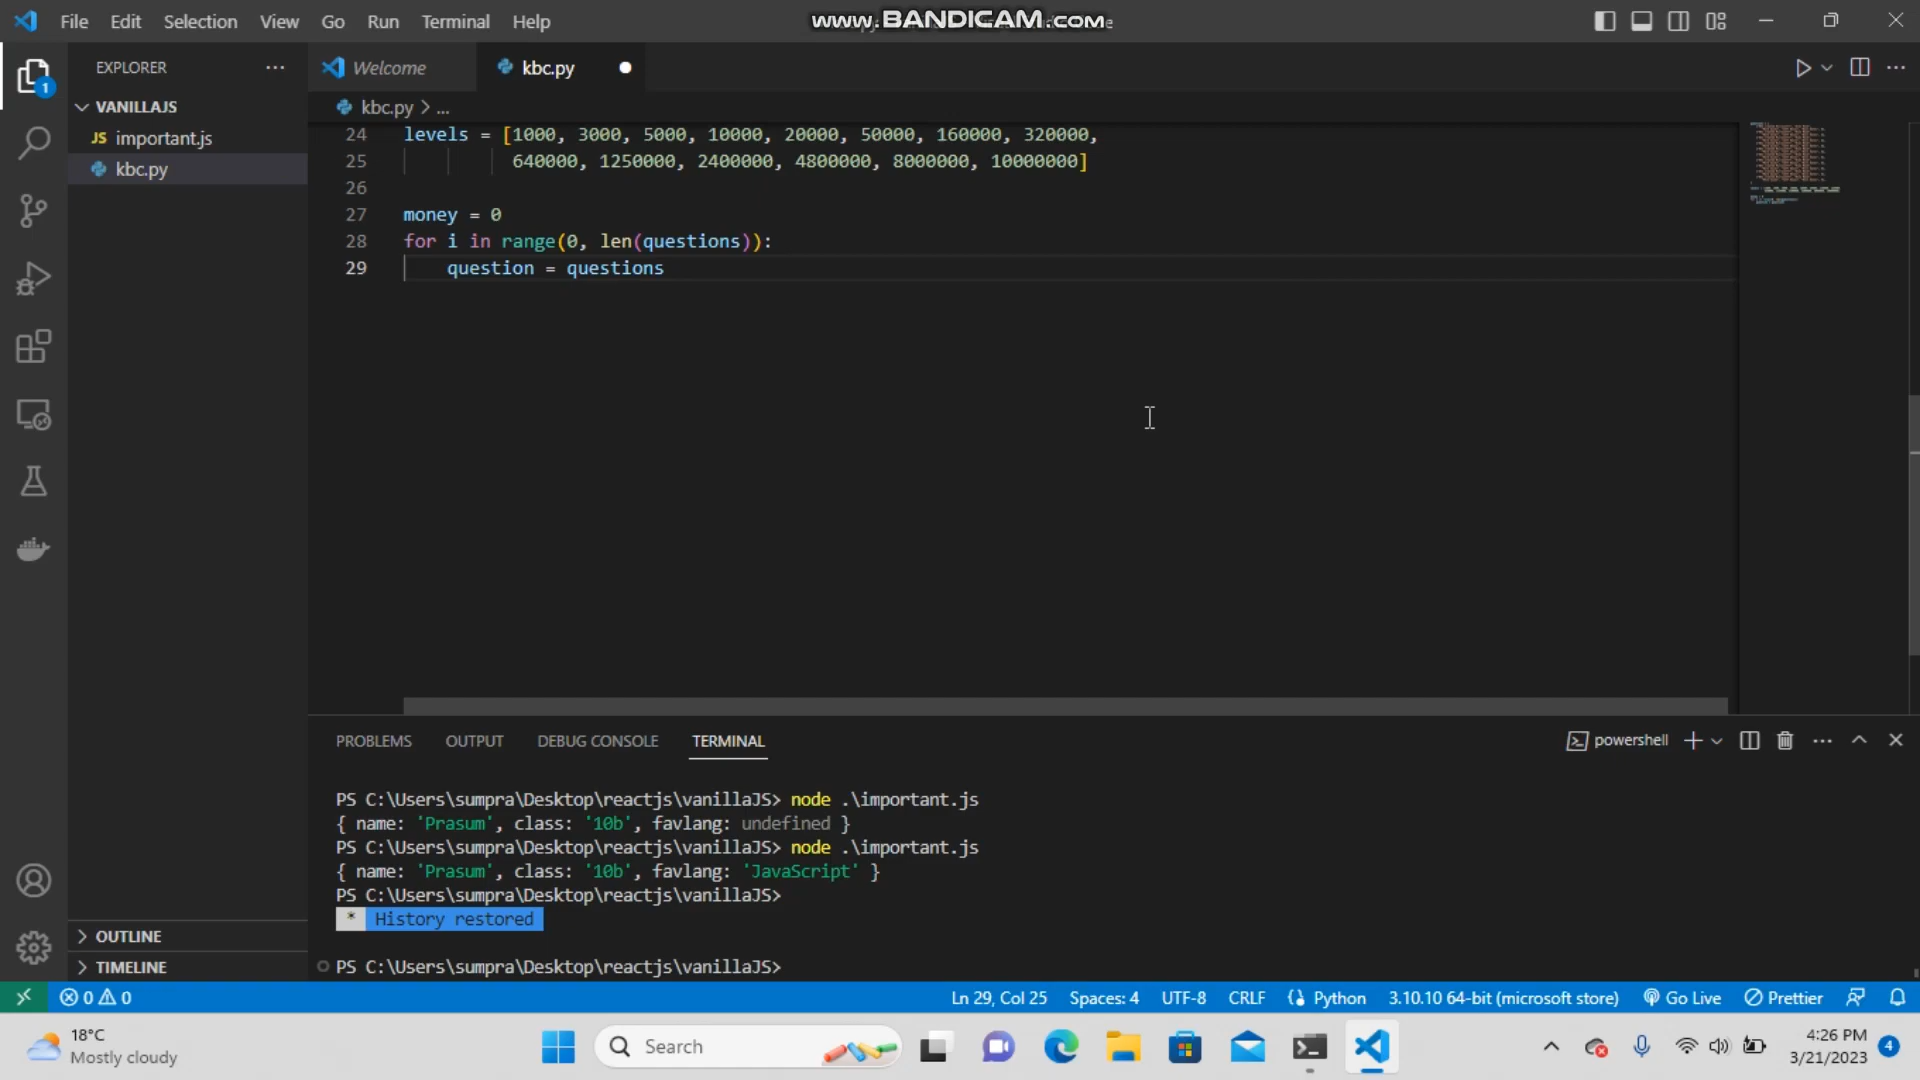 File Edit Selection View Go Run Terminal Help
www.BANDICAM.com
EXPLORER
Welcome
kbc.py
VANILLAJS
kbc.py > ...
JS important.js
kbc.py
24 levels = [1000, 3000, 5000, 10000, 20000, 50000, 160000, 320000,
25 640000, 1250000, 2400000, 4800000, 8000000, 10000000]
26
27 money = 0
28 for i in range(0, len(questions)):
29 question = questions
PROBLEMS OUTPUT DEBUG CONSOLE TERMINAL
powershell
PS C:\Users\sumpra\Desktop\reactjs\vanillaJS> node .\important.js
{ name: 'Prasum', class: '10b', favlang: undefined }
PS C:\Users\sumpra\Desktop\reactjs\vanillaJS> node .\important.js
{ name: 'Prasum', class: '10b', favlang: 'JavaScript' }
PS C:\Users\sumpra\Desktop\reactjs\vanillaJS>
* History restored
PS C:\Users\sumpra\Desktop\reactjs\vanillaJS>
OUTLINE
TIMELINE
0 0 Ln 29, Col 25 Spaces: 4 UTF-8 CRLF Python 3.10.10 64-bit (microsoft store) Go Live Prettier
1
18°C
Mostly cloudy
Search
4:26 PM
3/21/2023
4